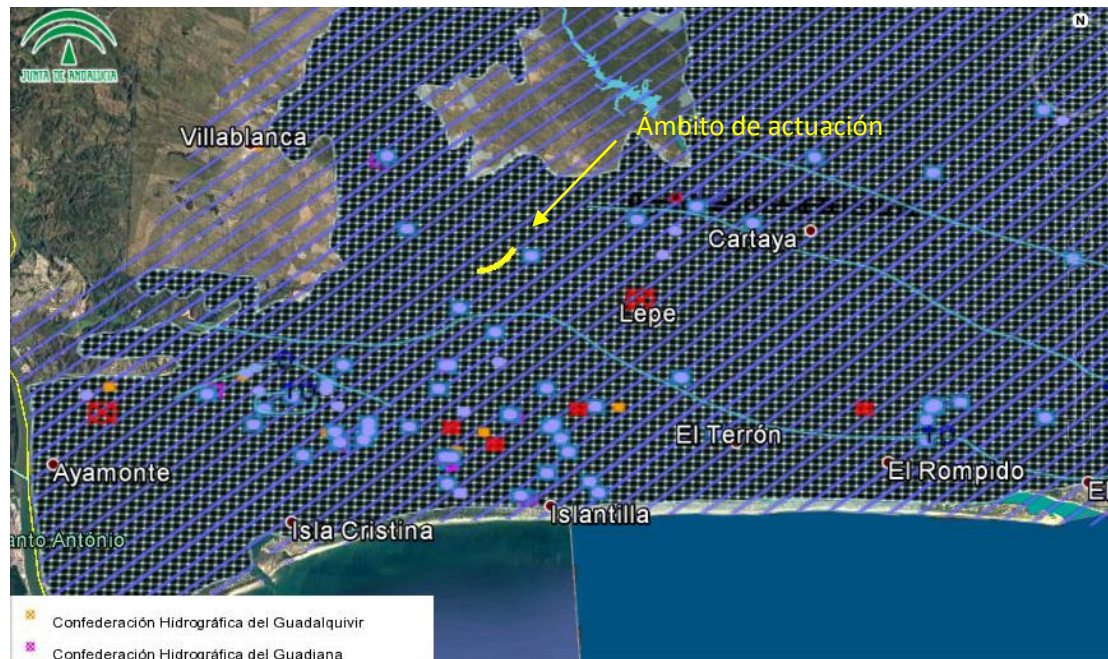 JUNTA DE ANDALUCIA
N
Villablanca
Ámbito de actuación
Cartaya
Lepe
El Terrón
Ayamonte
El Rompido
El
Islantilla
Isla Cristina
anto António
Confederación Hidrográfica del Guadalquivir
Confederación Hidrográfica del Guadiana